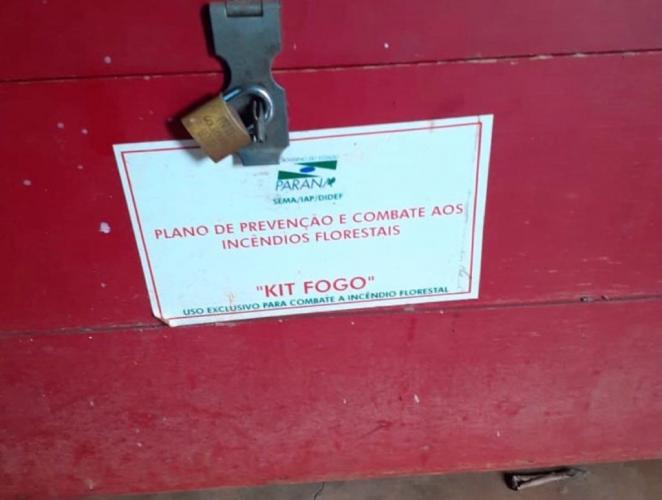 PARANÁ
SEMA/IAP/DIDEF
PLANO DE PREVENÇÃO E COMBATE AOS
INCÊNDIOS FLORESTAIS
"KIT FOGO"
USO EXCLUSIVO PARA COMBATE A INCÊNDIO FLORESTAL